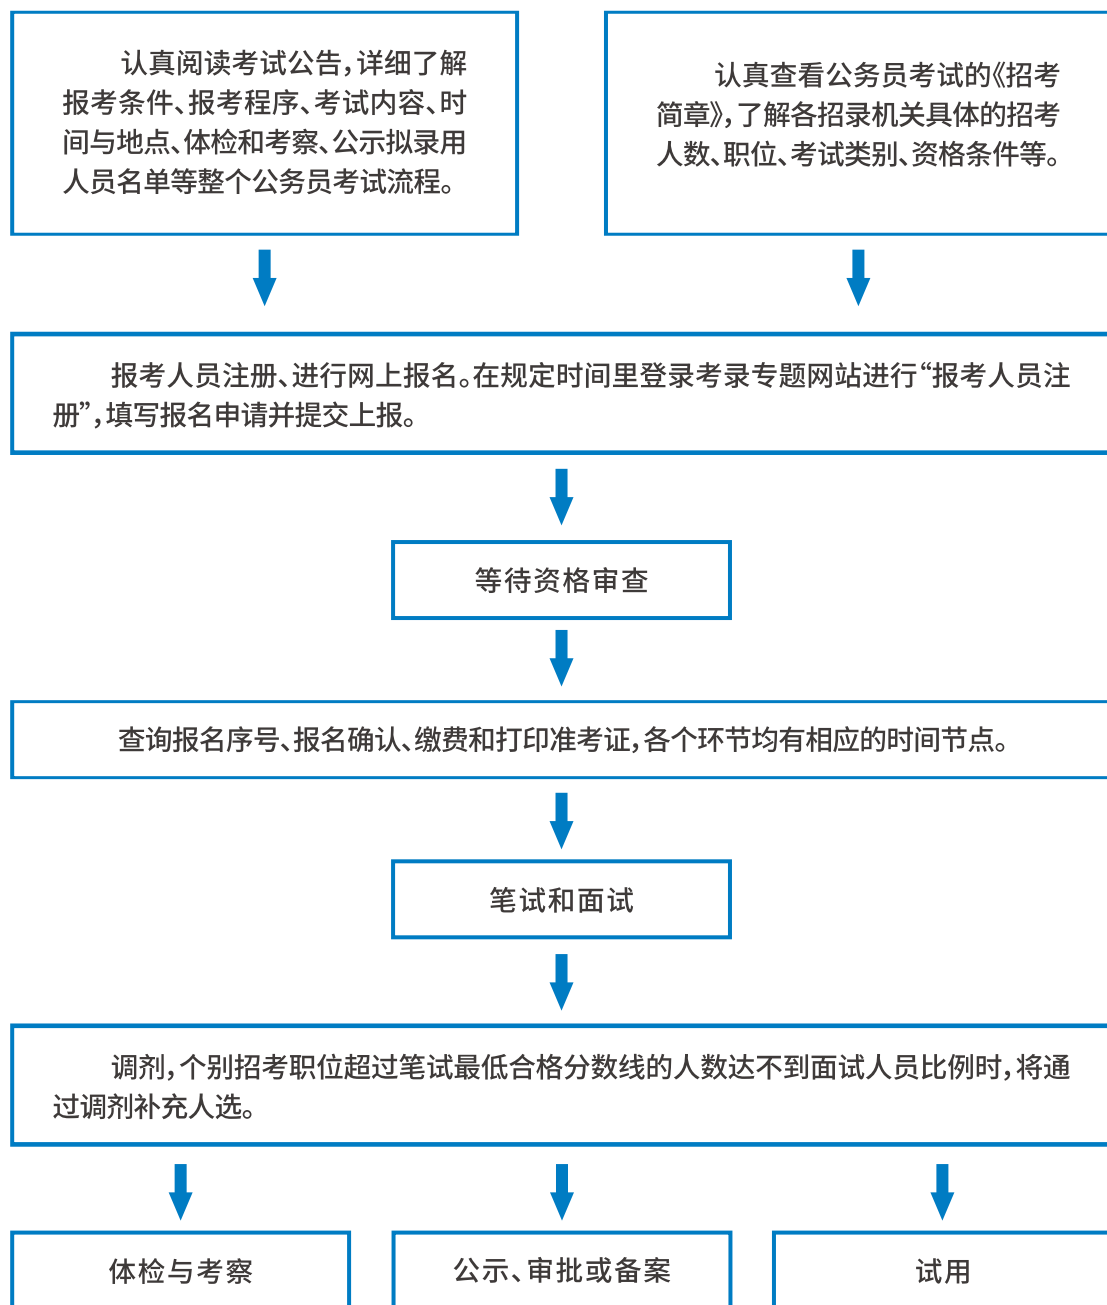 认真阅读考试公告，详细了解
报考条件、报考程序、考试内容、时
间与地点、体检和考察、公示拟录用
人员名单等整个公务员考试流程。
认真查看公务员考试的《招考
简章》，了解各招录机关具体的招考
人数、职位、考试类别、资格条件等。
报考人员注册、进行网上报名。在规定时间里登录考录专题网站进行“报考人员注
册”，填写报名申请并提交上报。
等待资格审查
查询报名序号、报名确认、缴费和打印准考证，各个环节均有相应的时间节点。
笔试和面试
调剂，个别招考职位超过笔试最低合格分数线的人数达不到面试人员比例时，将通
过调剂补充人选。
体检与考察
公示、审批或备案
试用